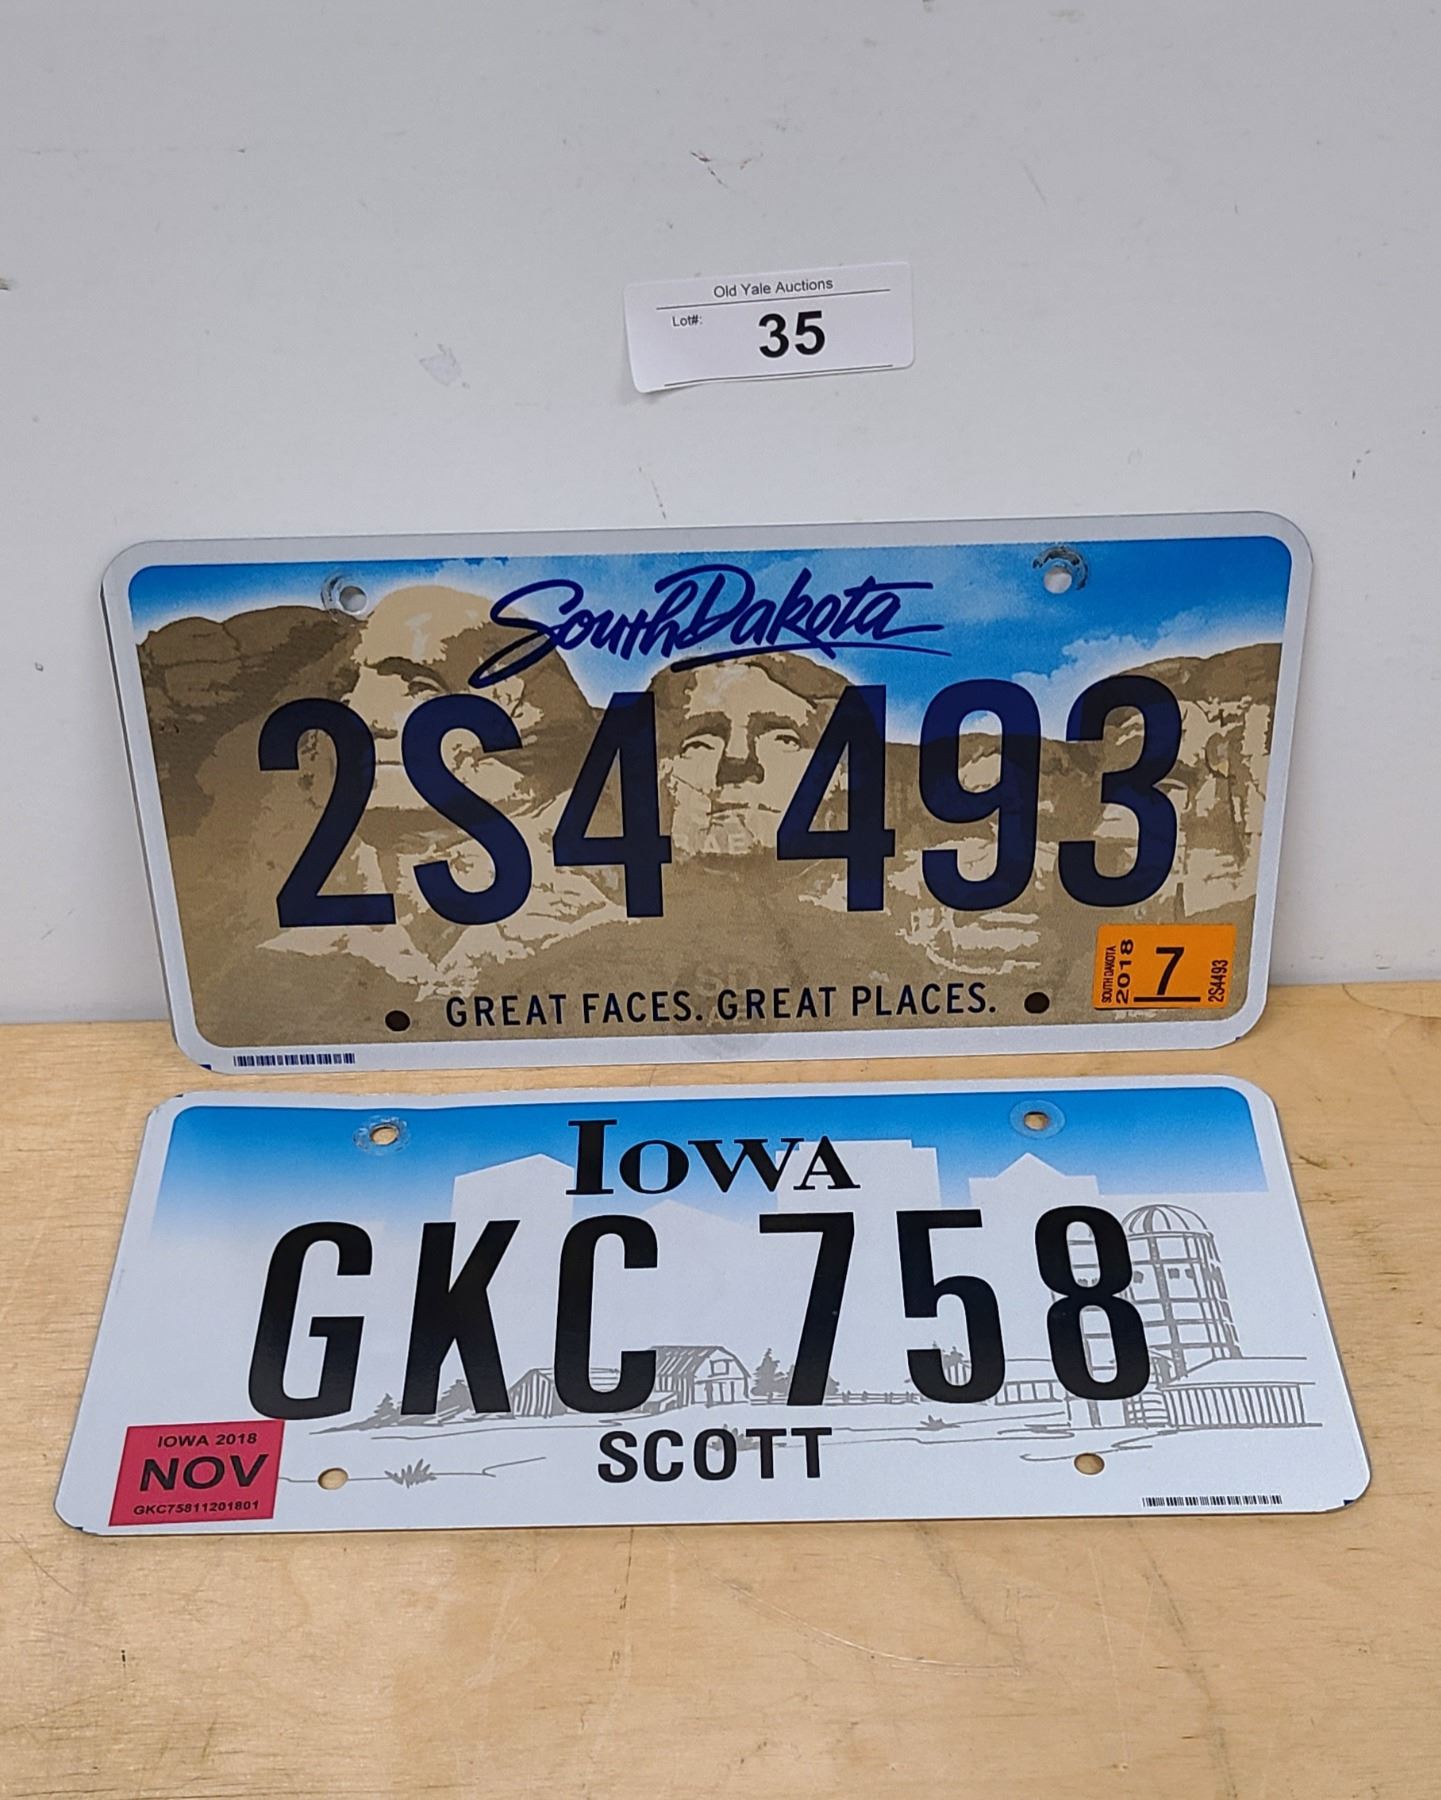 Old Yale Auctions
Lot#: 35
South Dakota
2S4 493
GREAT FACES. GREAT PLACES.
SOUTH DAKOTA
2018
7
2S4493
IOWA
GKC 758
SCOTT
IOWA 2018
NOV
GKC75811201801